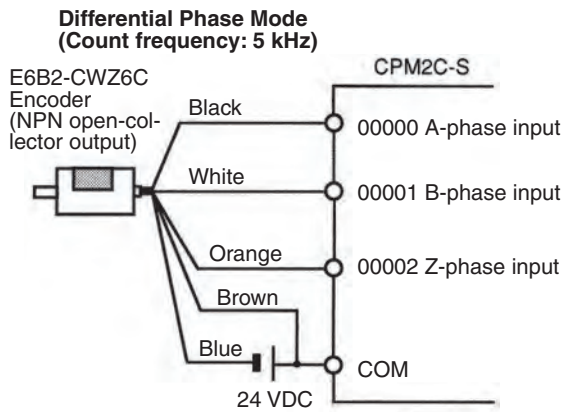 Differential Phase Mode
(Count frequency: 5 kHz)
CPM2C-S
E6B2-CWZ6C
Encoder
(NPN open-col-
lector output)
Black
00000 A-phase input
White
00001 B-phase input
Orange
00002 Z-phase input
Brown
Blue
COM
24 VDC